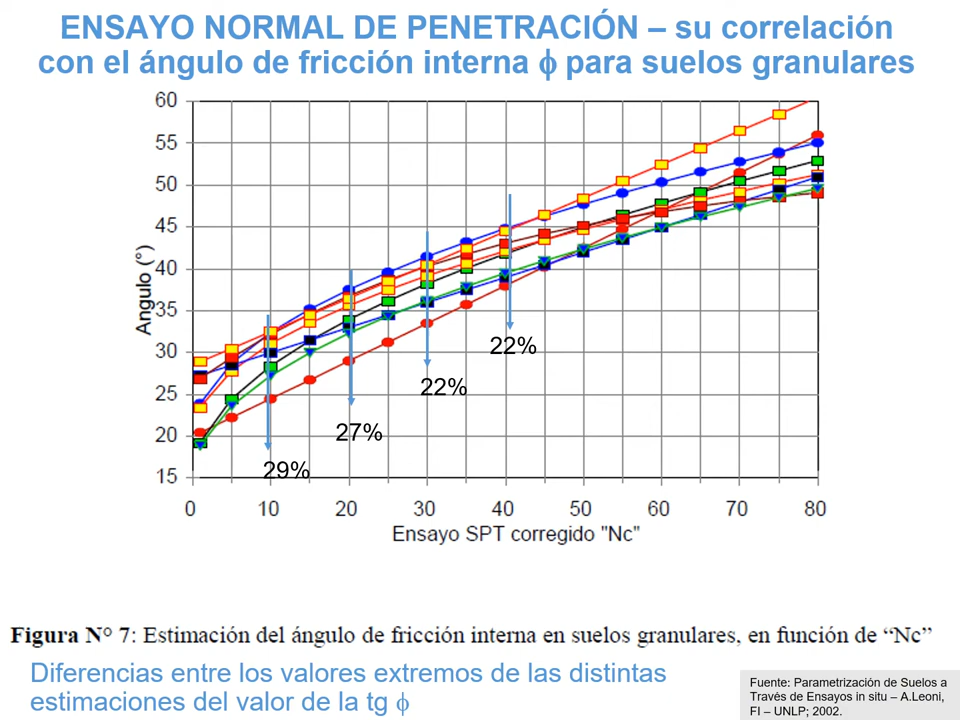 ENSAYO NORMAL DE PENETRACIÓN – su correlación
con el ángulo de fricción interna ϕ para suelos granulares
60
55
50
45
40
35
30
25
20
15
Angulo (°)
22%
22%
27%
29%
0 10 20 30 40 50 60 70 80
Ensayo SPT corregido "Nc"
Figura N° 7: Estimación del ángulo de fricción interna en suelos granulares, en función de “Nc”
Diferencias entre los valores extremos de las distintas
estimaciones del valor de la tg ϕ
Fuente: Parametrización de Suelos a
Través de Ensayos in situ – A.Leoni,
FI – UNLP; 2002.